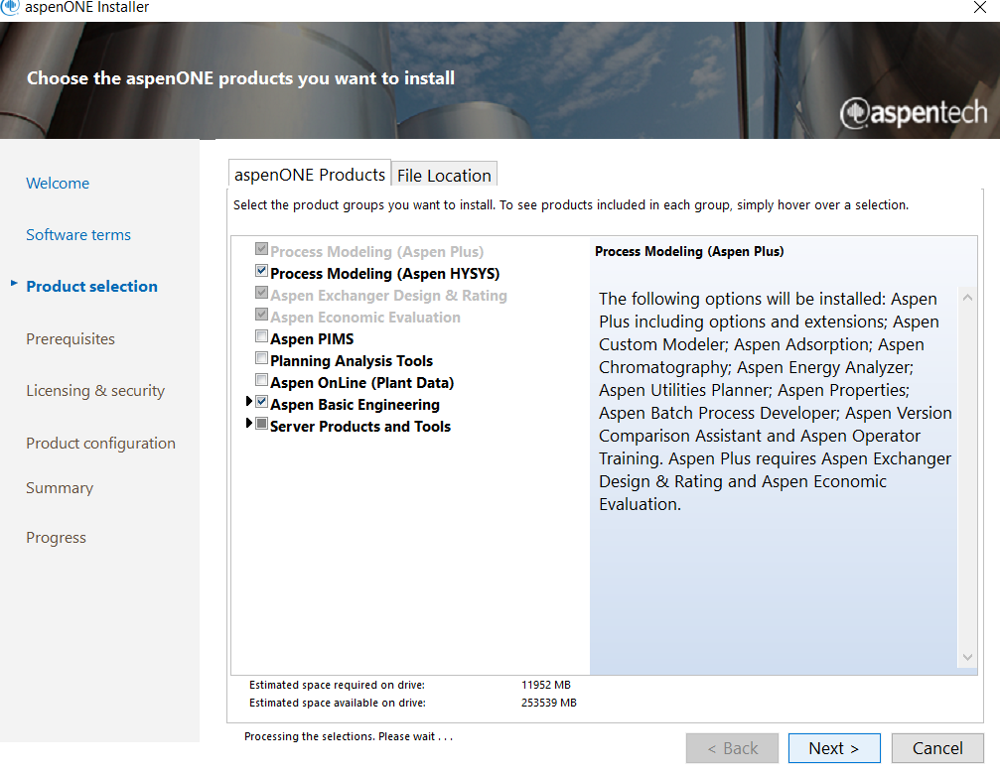 aspenONE Installer
Choose the aspenONE products you want to install
aspentech
Welcome
Software terms
Product selection
Prerequisites
Licensing & security
Product configuration
Summary
Progress
aspenONE Products
File Location
Select the product groups you want to install. To see products included in each group, simply hover over a selection.
Process Modeling (Aspen Plus)
Process Modeling (Aspen HYSYS)
Aspen Exchanger Design & Rating
Aspen Economic Evaluation
Aspen PIMS
Planning Analysis Tools
Aspen OnLine (Plant Data)
Aspen Basic Engineering
Server Products and Tools
Process Modeling (Aspen Plus)
The following options will be installed: Aspen
Plus including options and extensions; Aspen
Custom Modeler; Aspen Adsorption; Aspen
Chromatography; Aspen Energy Analyzer;
Aspen Utilities Planner; Aspen Properties;
Aspen Batch Process Developer; Aspen Version
Comparison Assistant and Aspen Operator
Training. Aspen Plus requires Aspen Exchanger
Design & Rating and Aspen Economic
Evaluation.
Estimated space required on drive: 11952 MB
Estimated space available on drive: 253539 MB
Processing the selections. Please wait . . .
< Back
Next >
Cancel